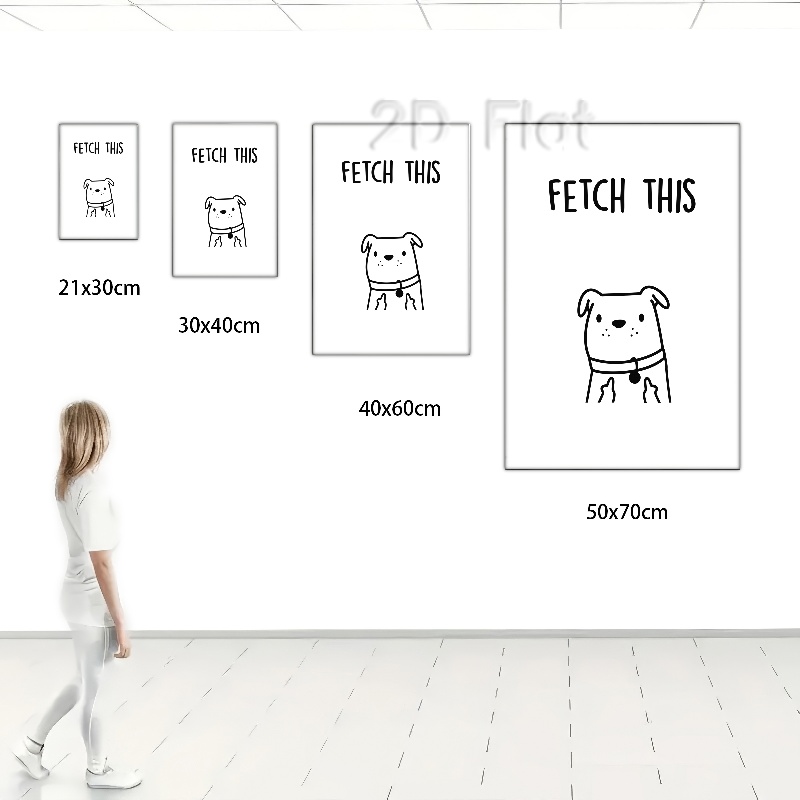 2D Flat
FETCH THIS
FETCH THIS
FETCH THIS
FETCH THIS
21x30cm
30x40cm
40x60cm
50x70cm